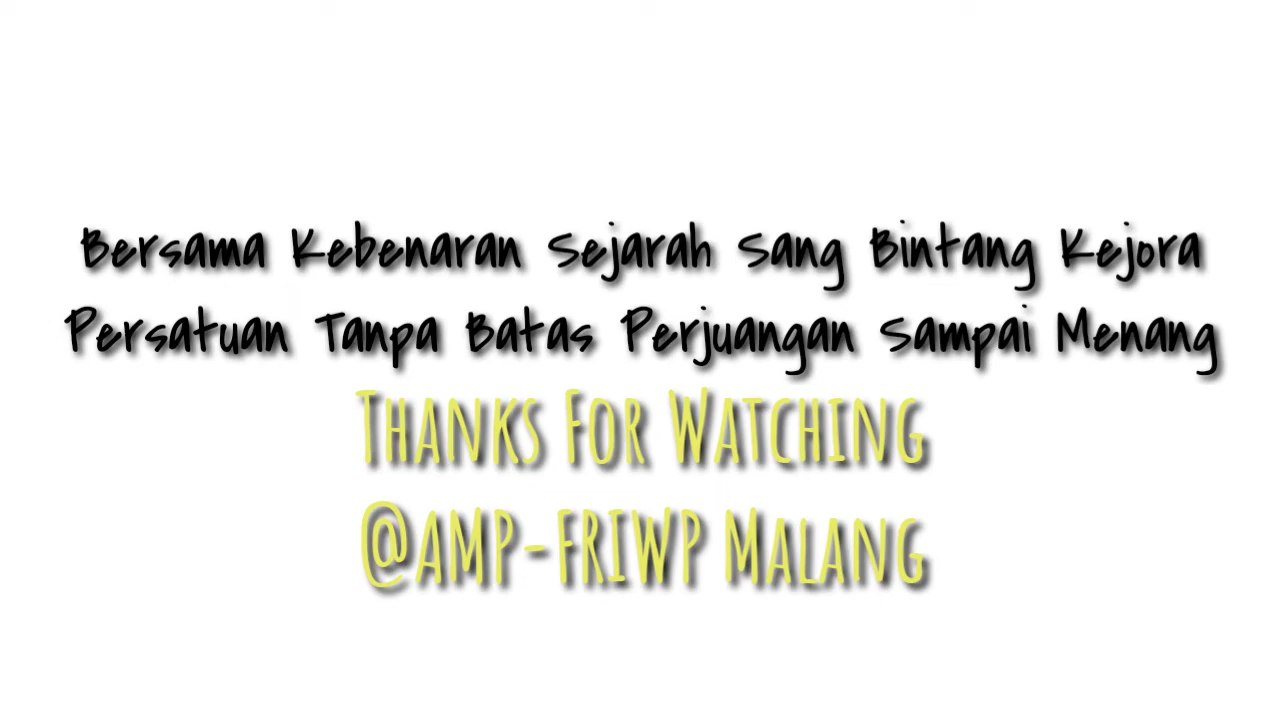 Bersama Kebenaran Sejarah Sang Bintang Kejora
Persatuan Tanpa Batas Perjuangan Sampai Menang
Thanks For Watching
@AMP-FRIWP Malang